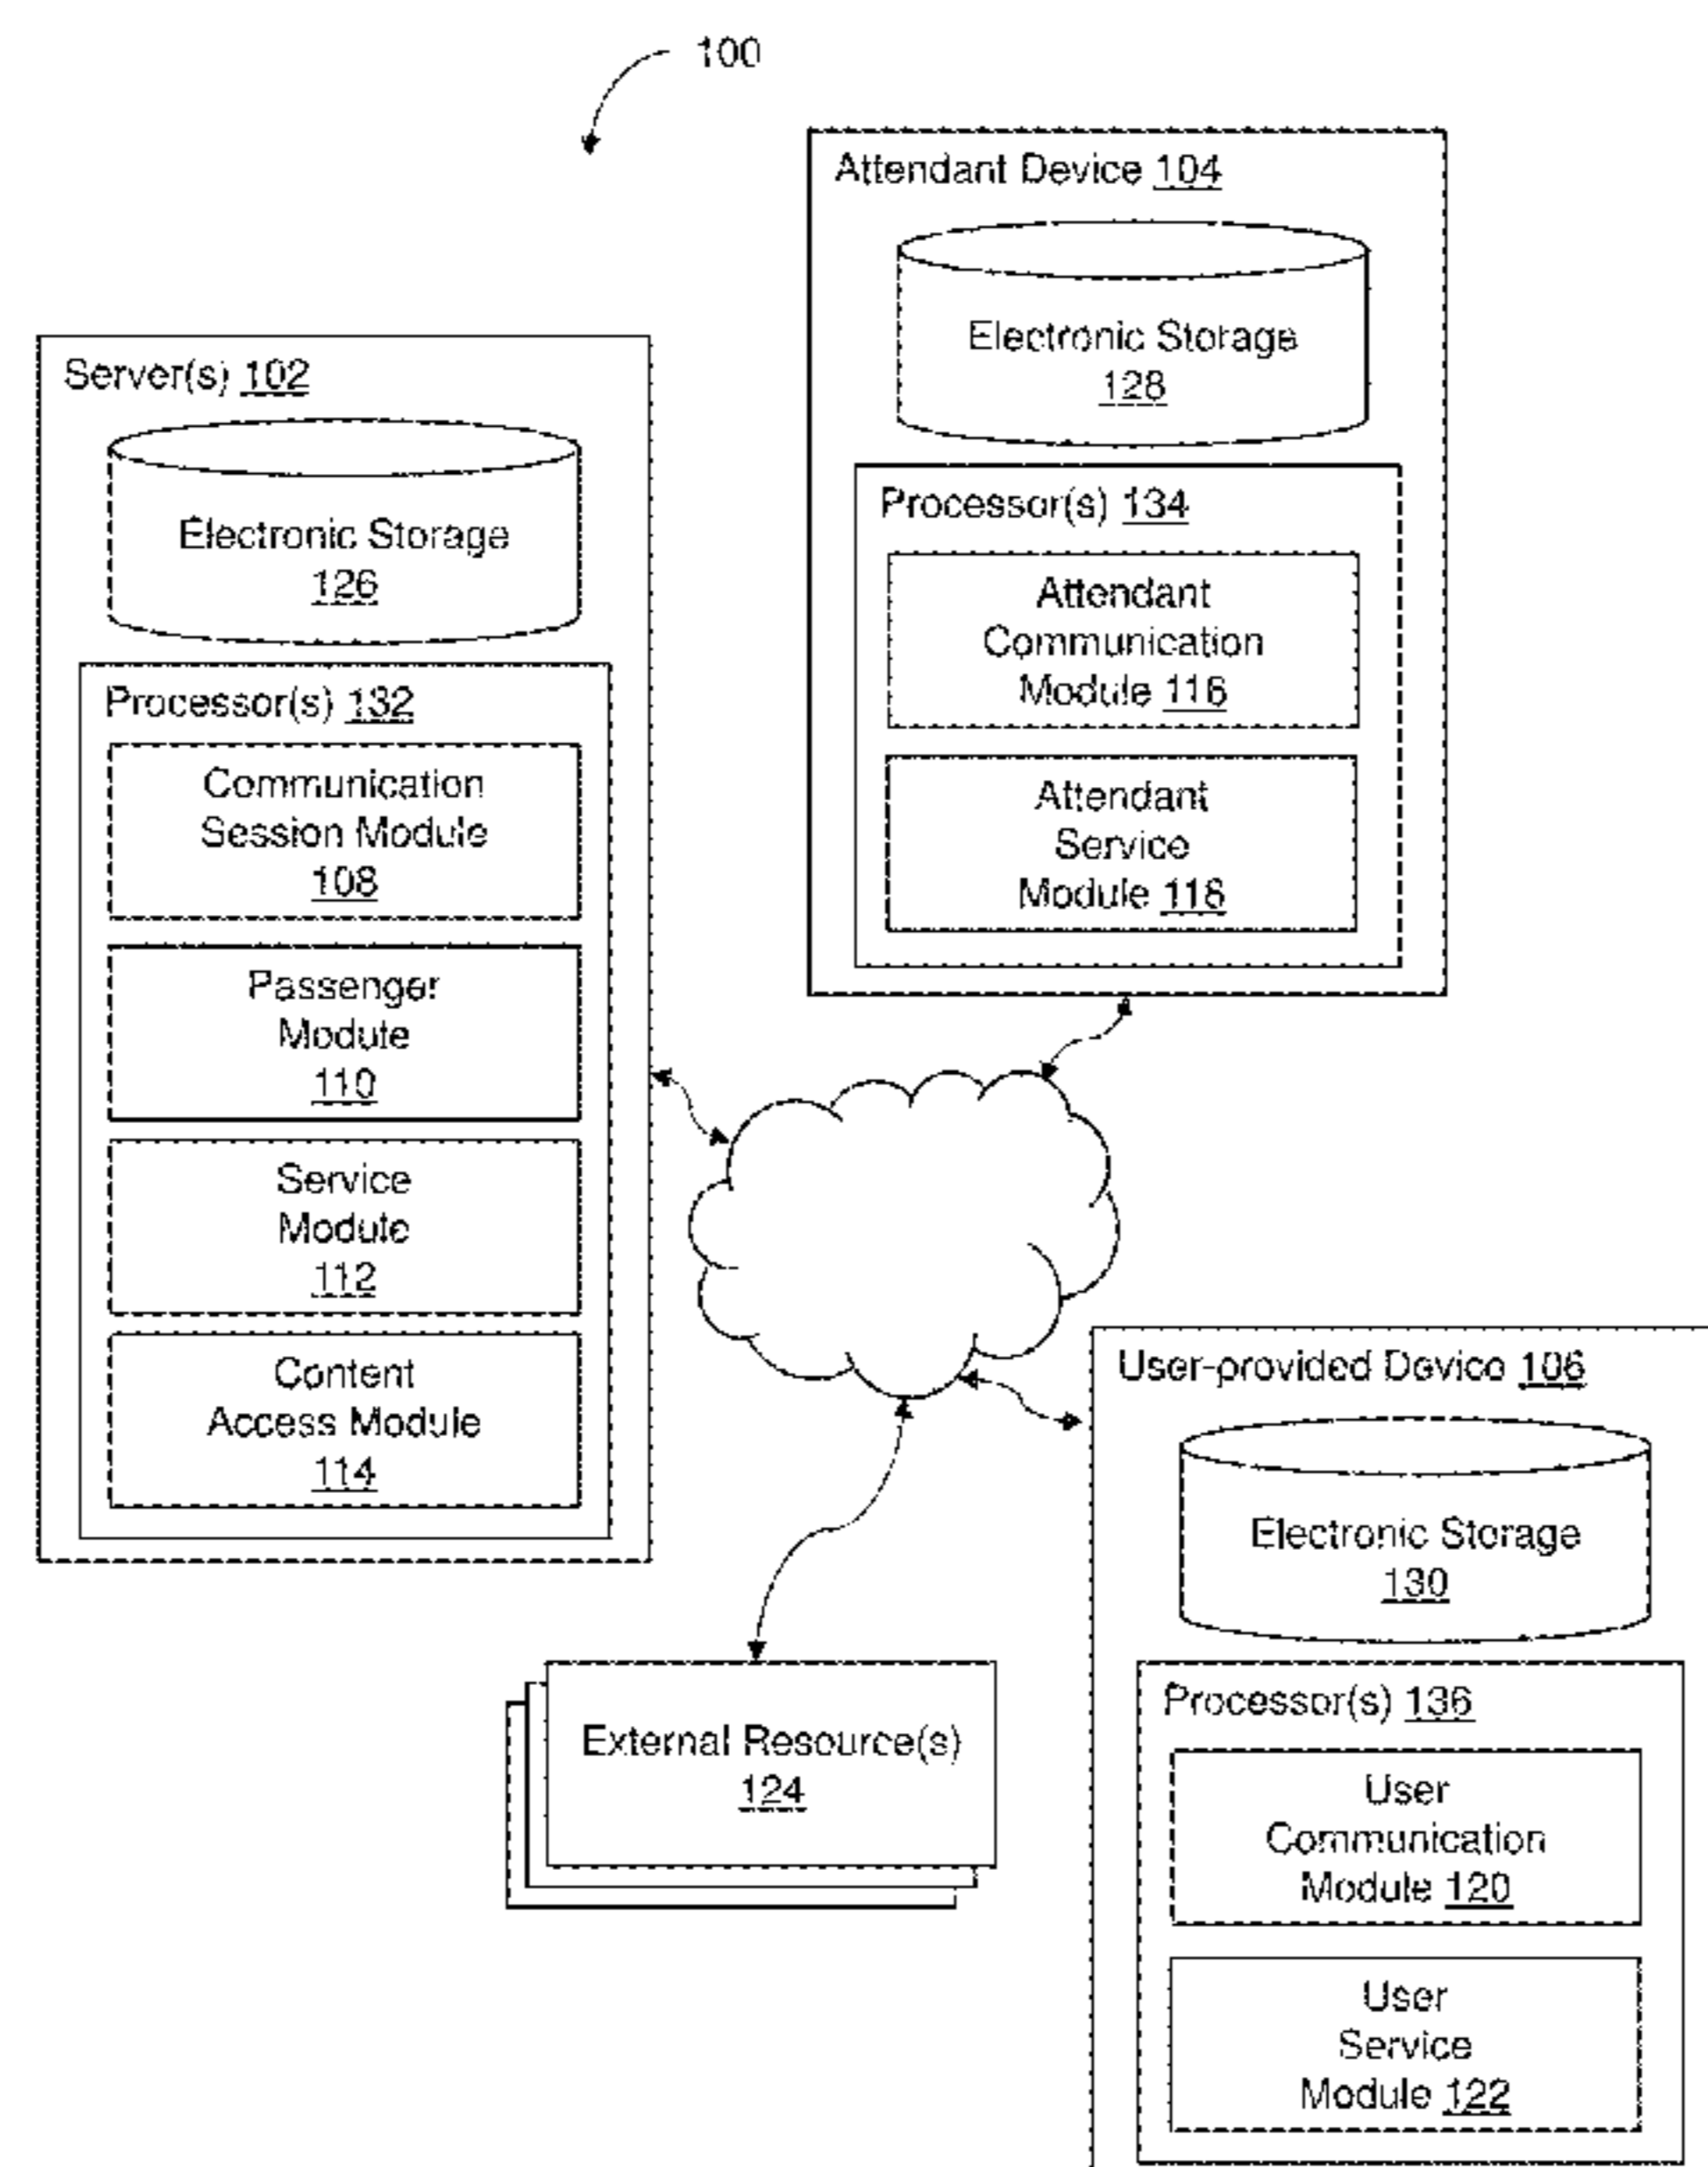 100
Attendant Device 104
Electronic Storage
128
Processor(s) 134
Attendant
Communication
Module 116
Attendant
Service
Module 118
Server(s) 102
Electronic Storage
126
Processor(s) 132
Communication
Session Module
108
Passenger
Module
110
Service
Module
112
Content
Access Module
114
User-provided Device 106
Electronic Storage
130
Processor(s) 136
User
Communication
Module 120
User
Service
Module 122
External Resource(s)
124